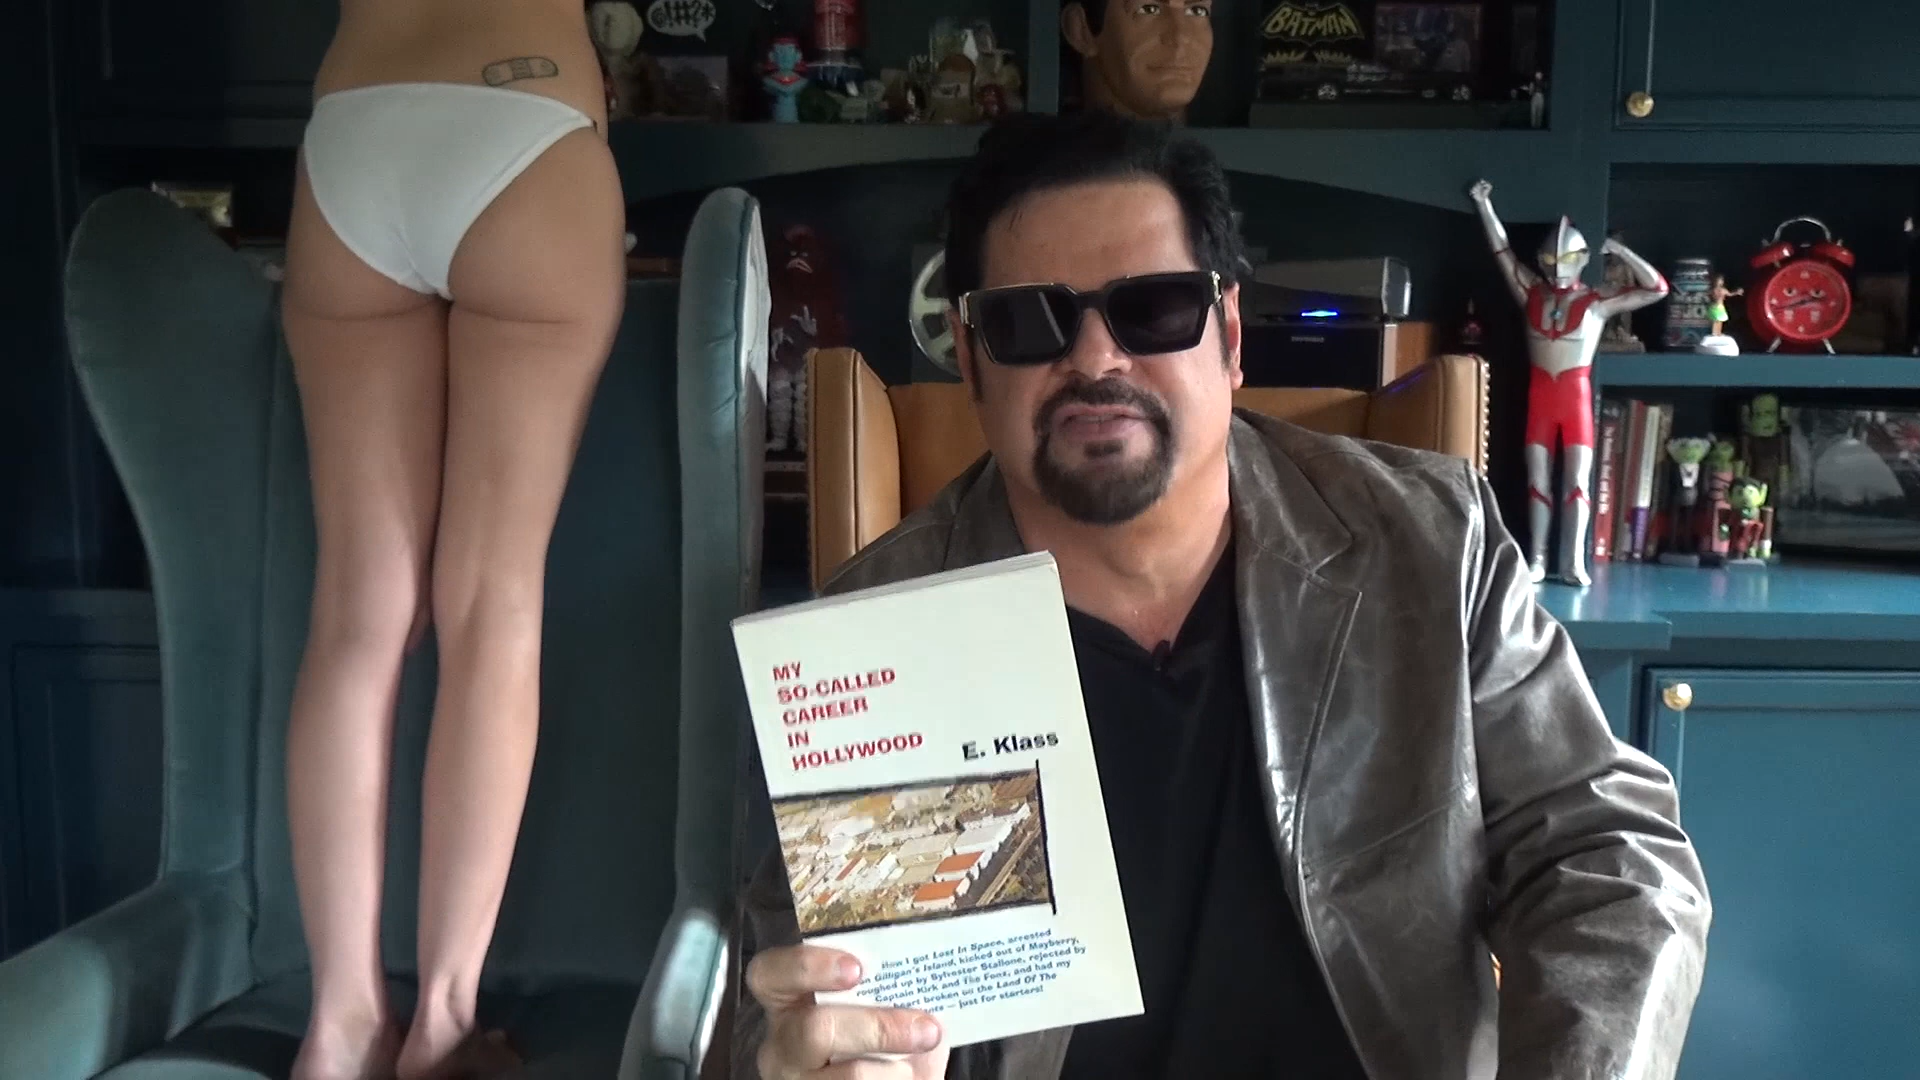 @!#?*
BATMAN
MY
SO-CALLED
CAREER
IN
HOLLYWOOD
E. Klass
How I got Lost In Space, arrested
on Gilligan's Island, kicked out of Mayberry,
roughed up by Sylvester Stallone, rejected by
Captain Kirk and The Fonz, and had my
heart broken on the Land Of The
— just for starters!